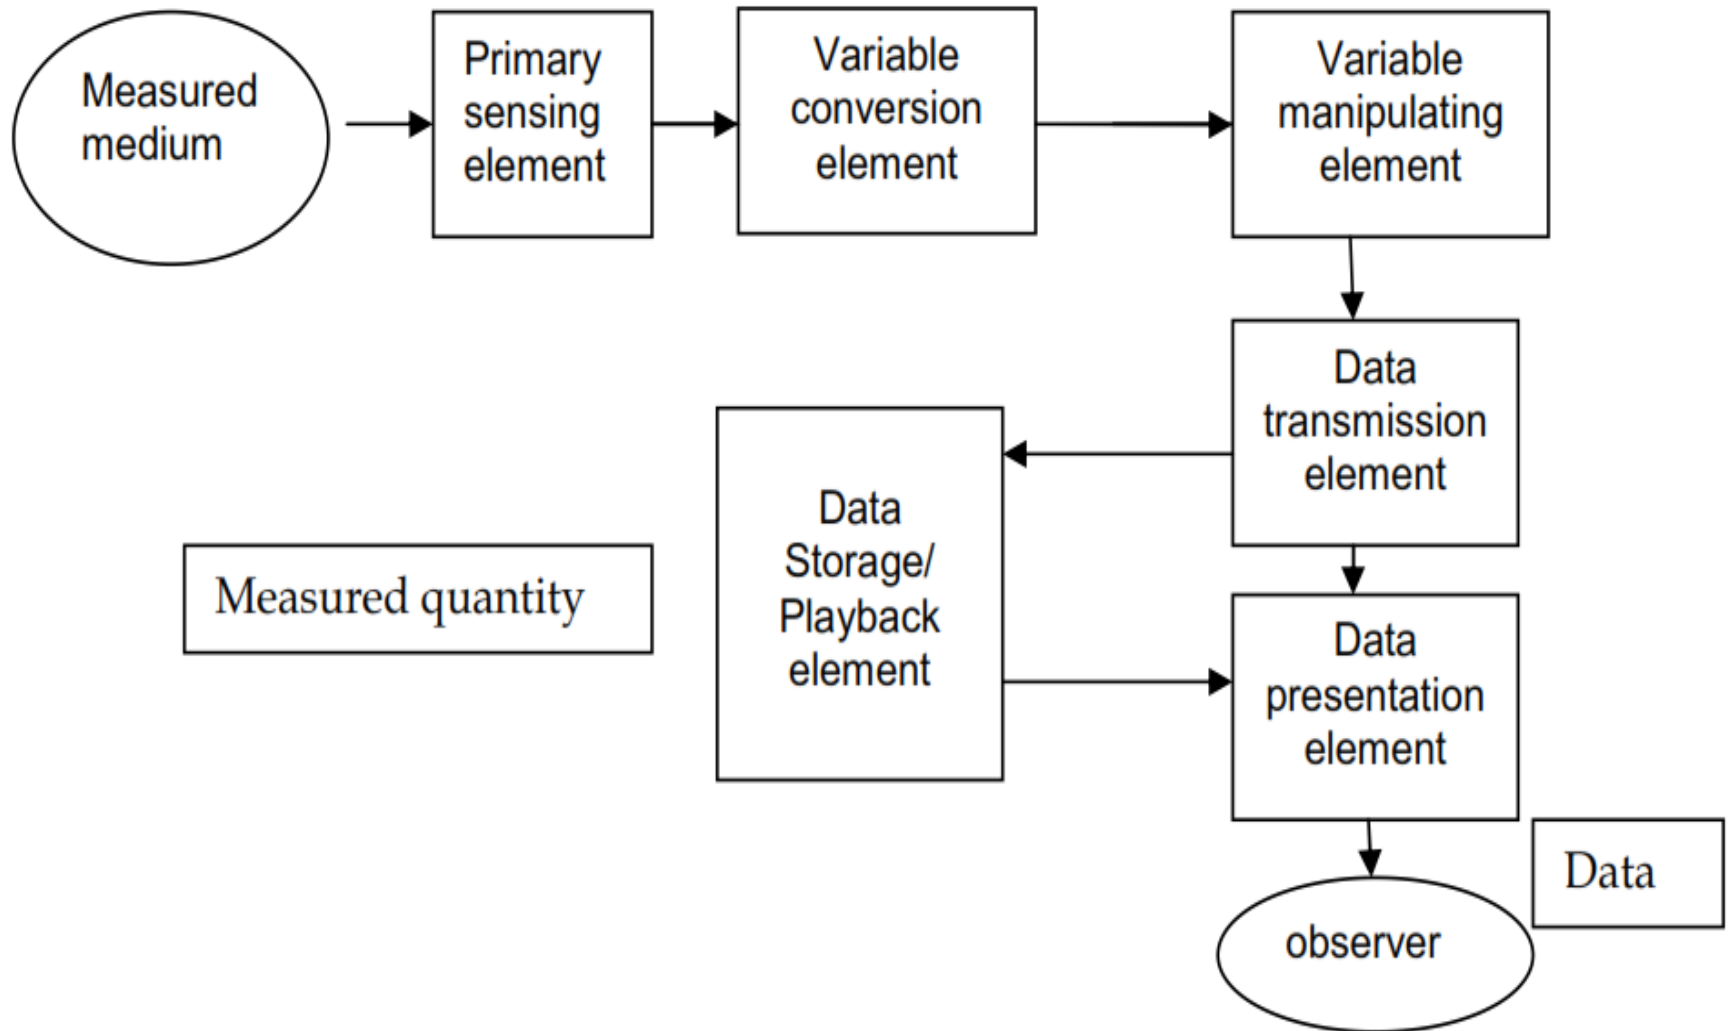 Measured
medium
Primary
sensing
element
Variable
conversion
element
Variable
manipulating
element
Data
transmission
element
Data
Storage/
Playback
element
Measured quantity
Data
presentation
element
Data
observer